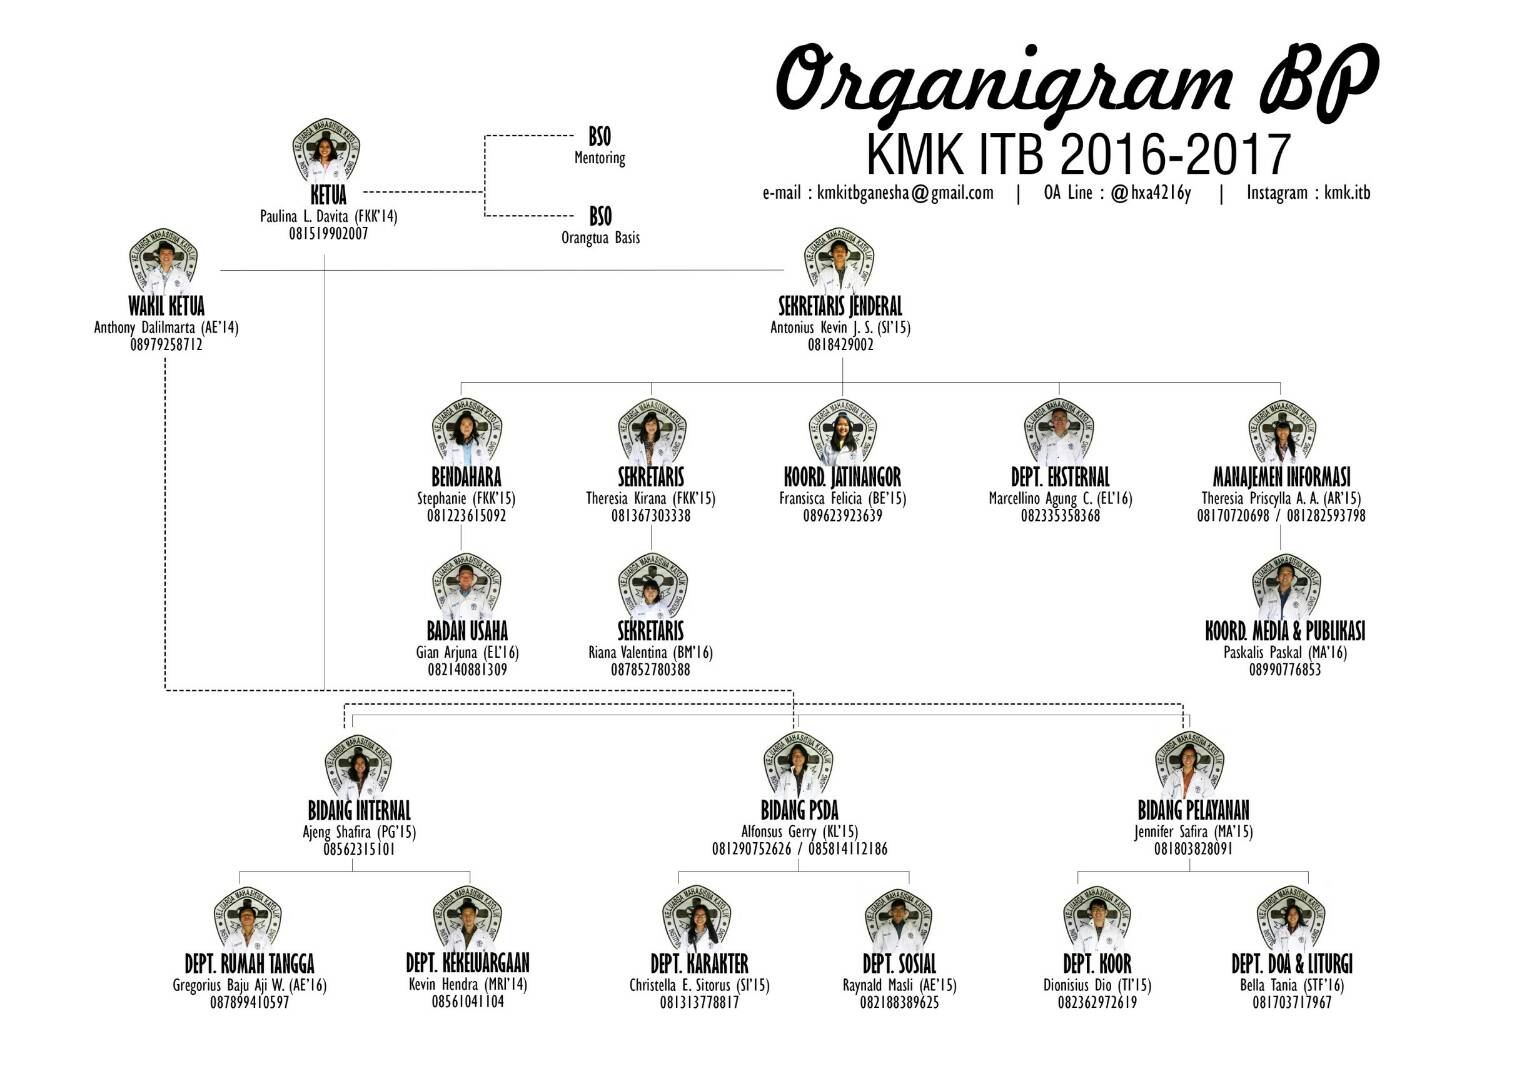 Organigram BP
KMK ITB 2016-2017
e-mail : kmkitbganesha@gmail.com | OA Line : @hxa4216y | Instagram : kmk.itb
BSO
Mentoring
KETUA
Paulina L. Davita (FKK'14)
081519902007
BSO
Orangtua Basis
WAKIL KETUA
Anthony Dalilmarta (AE'14)
08979258712
SEKRETARIS JENDERAL
Antonius Kevin J. S. (SI'15)
0818429002
BENDAHARA
Stephanie (FKK'15)
081223615092
SEKRETARIS
Theresia Kirana (FKK'15)
081367303338
KOORD. JATINANGOR
Fransisca Felicia (BE'15)
089623923639
DEPT. EKSTERNAL
Marcellino Agung C. (EL'16)
082335358368
MANAJEMEN INFORMASI
Theresia Priscylla A. A. (AR'15)
08170720698 / 081282593798
BADAN USAHA
Gian Arjuna (EL'16)
082140881309
SEKRETARIS
Riana Valentina (BM'16)
087852780388
KOORD. MEDIA & PUBLIKASI
Paskalis Paskal (MA'16)
08990776853
BIDANG INTERNAL
Ajeng Shafira (PG'15)
08562315101
BIDANG PSDA
Alfonsus Gerry (KL'15)
081290752626 / 085814112186
BIDANG PELAYANAN
Jennifer Safira (MA'15)
081803828091
DEPT. RUMAH TANGGA
Gregorius Baju Aji W. (AE'16)
087899410597
DEPT. KEKELUARGAAN
Kevin Hendra (MRI'14)
08561041104
DEPT. KARAKTER
Christella E. Sitorus (SI'15)
081313778817
DEPT. SOSIAL
Raynald Masli (AE'15)
082188389625
DEPT. KOOR
Dionisius Dio (TI'15)
082362972619
DEPT. DOA & LITURGI
Bella Tania (STF'16)
081703717967